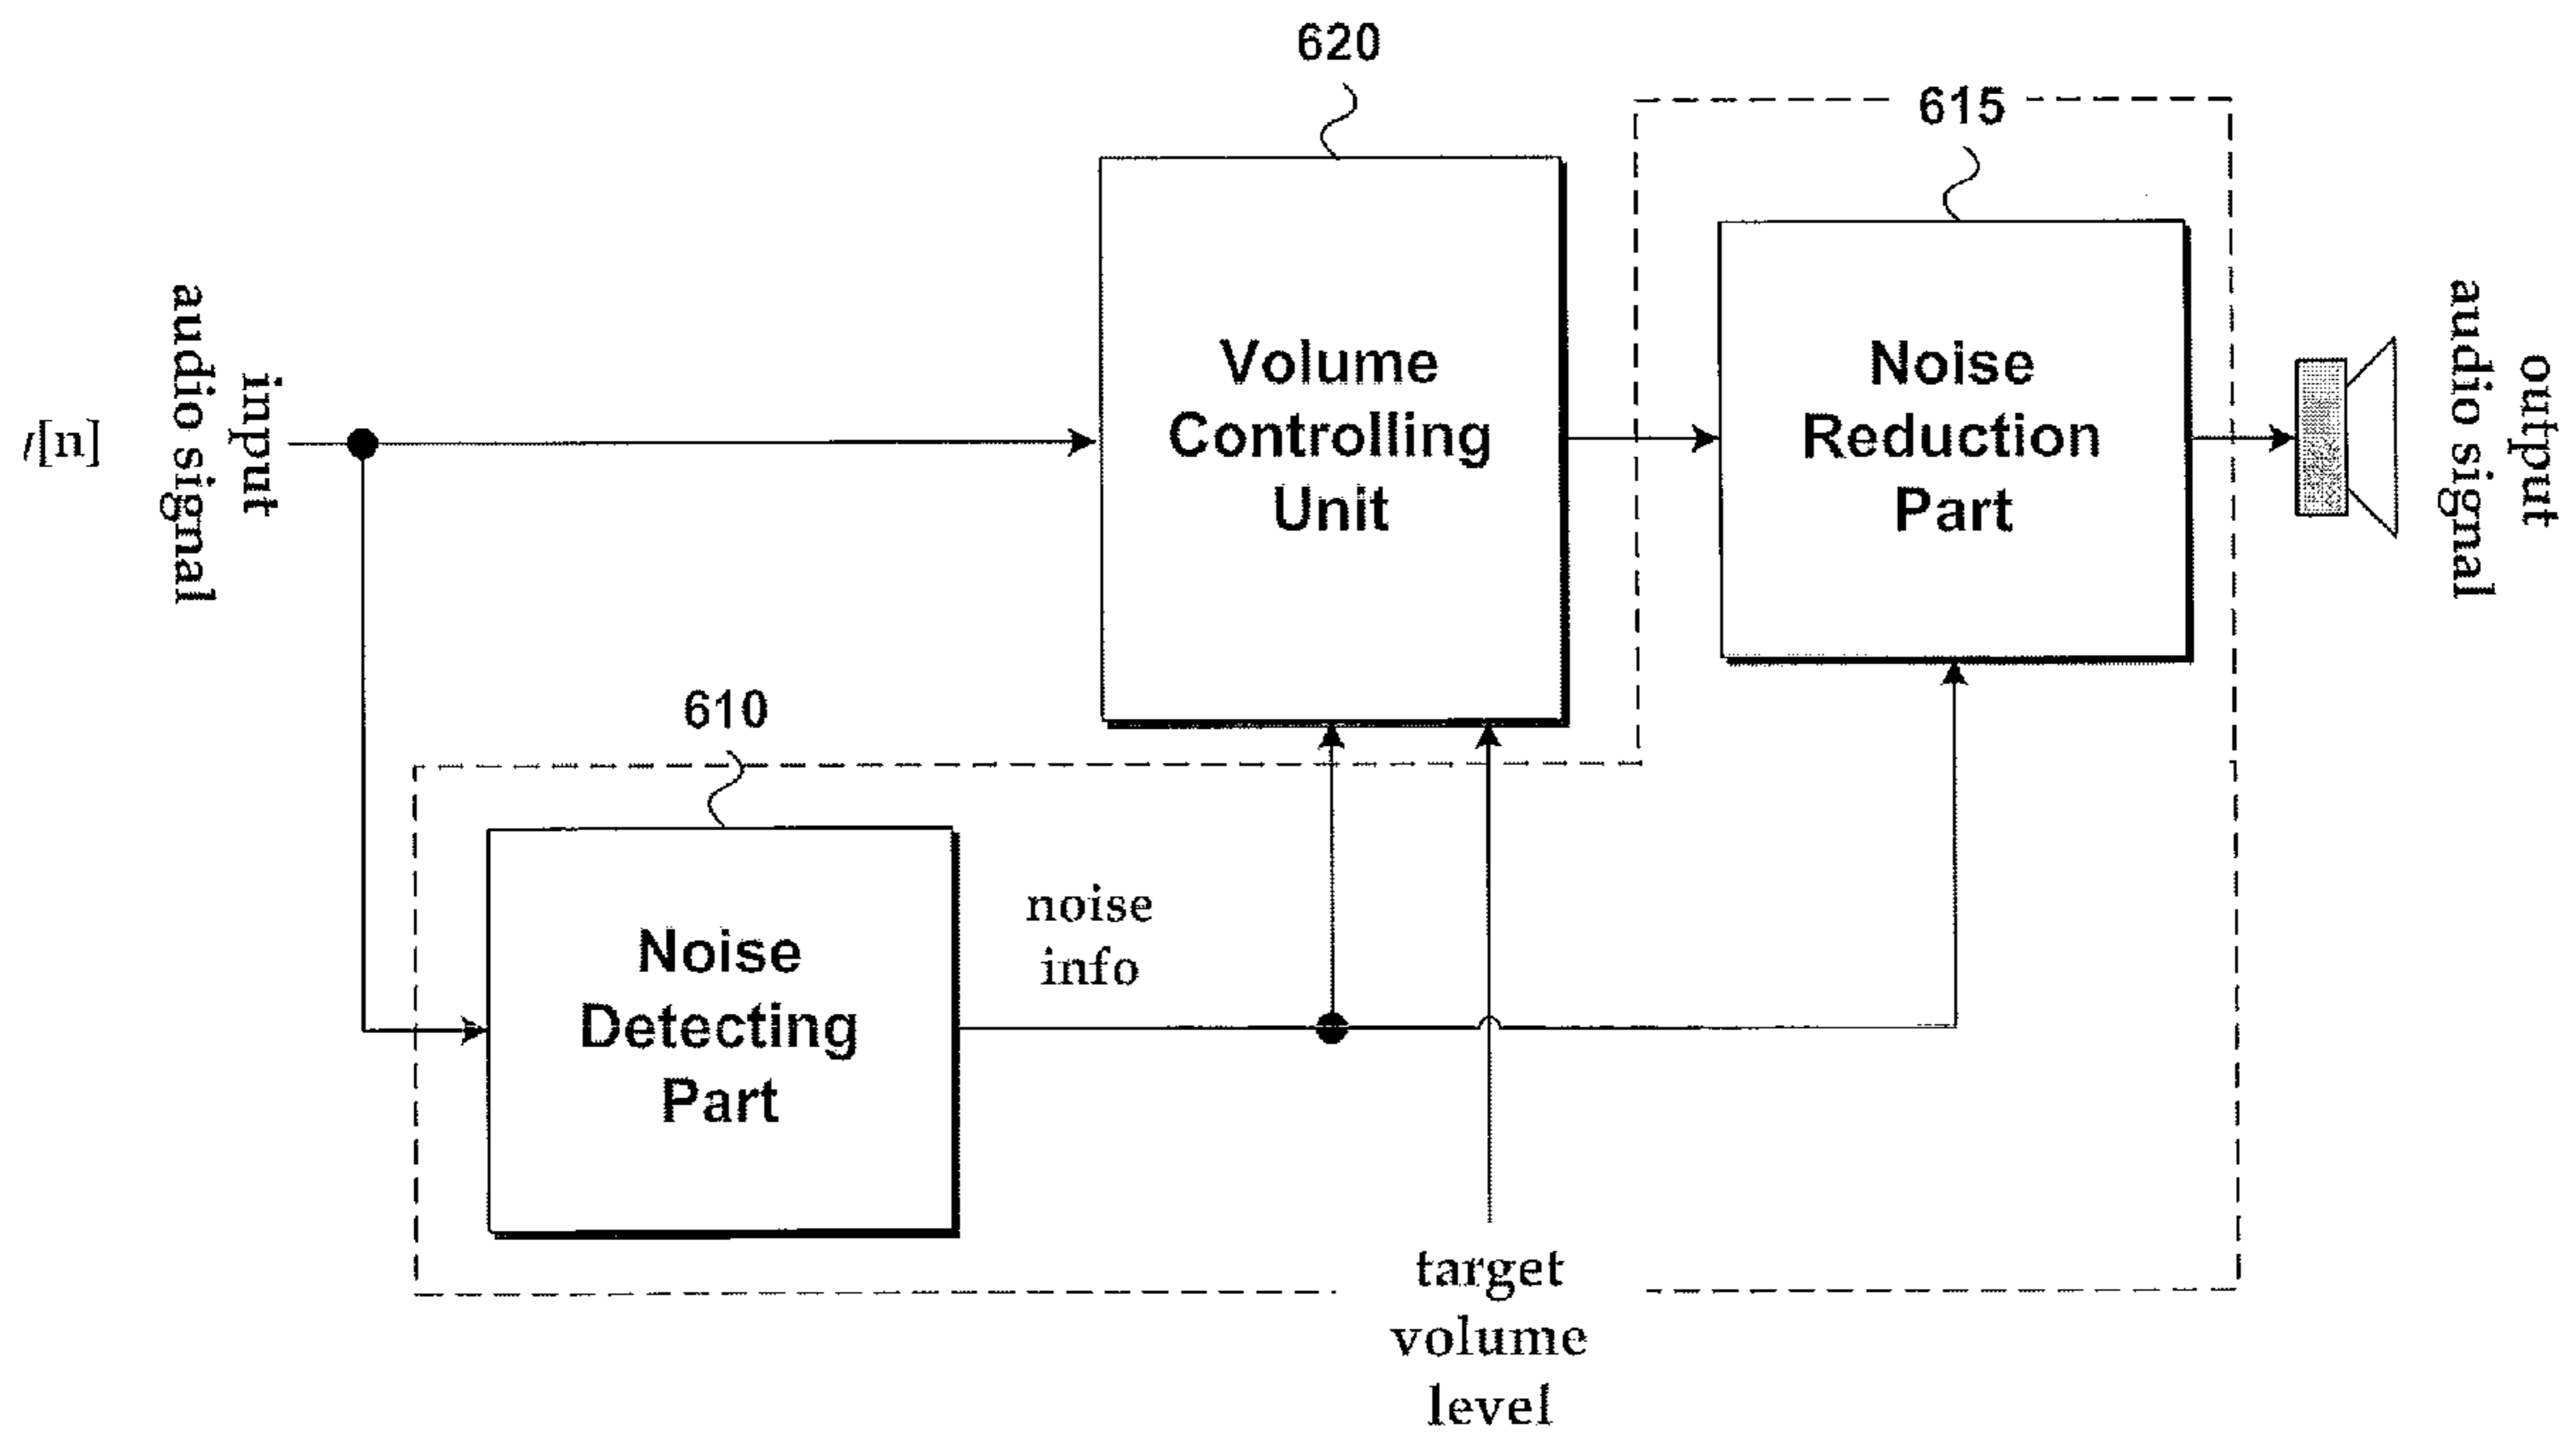 620
615
Volume
Controlling
Unit
Noise
Reduction
Part
[n]
input
audio signal
output
audio signal
610
Noise
Detecting
Part
noise
info
target
volume
level